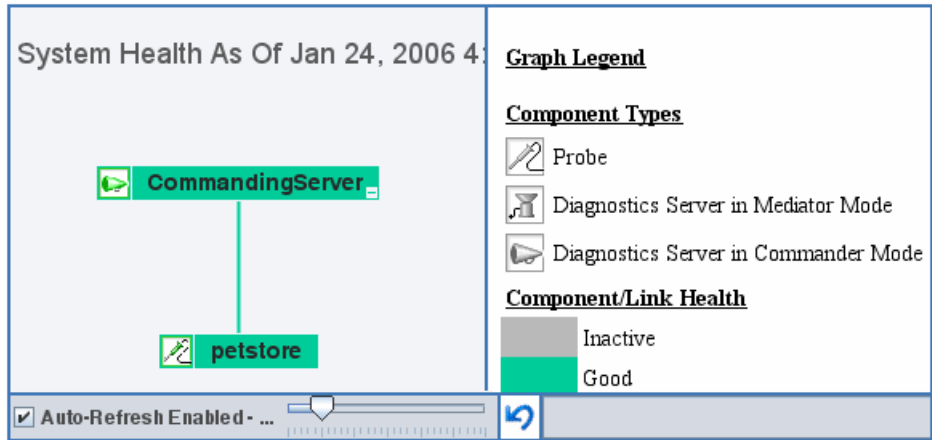 System Health As Of Jan 24, 2006 4:
CommandingServer
petstore
Auto-Refresh Enabled - ...
Graph Legend
Component Types
Probe
Diagnostics Server in Mediator Mode
Diagnostics Server in Commander Mode
Component/Link Health
Inactive
Good